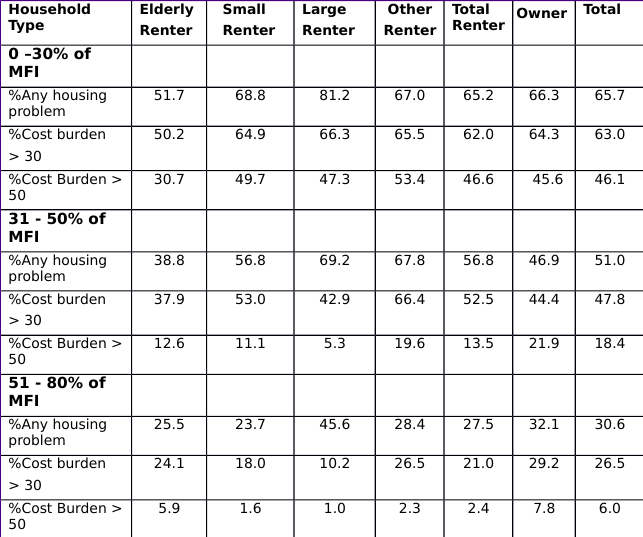 Household Type Elderly Renter Small Renter Large Renter Other Renter Total Renter Owner Total
0 –30% of MFI
%Any housing problem 51.7 68.8 81.2 67.0 65.2 66.3 65.7
%Cost burden > 30 50.2 64.9 66.3 65.5 62.0 64.3 63.0
%Cost Burden > 50 30.7 49.7 47.3 53.4 46.6 45.6 46.1
31 - 50% of MFI
%Any housing problem 38.8 56.8 69.2 67.8 56.8 46.9 51.0
%Cost burden > 30 37.9 53.0 42.9 66.4 52.5 44.4 47.8
%Cost Burden > 50 12.6 11.1 5.3 19.6 13.5 21.9 18.4
51 - 80% of MFI
%Any housing problem 25.5 23.7 45.6 28.4 27.5 32.1 30.6
%Cost burden > 30 24.1 18.0 10.2 26.5 21.0 29.2 26.5
%Cost Burden > 50 5.9 1.6 1.0 2.3 2.4 7.8 6.0